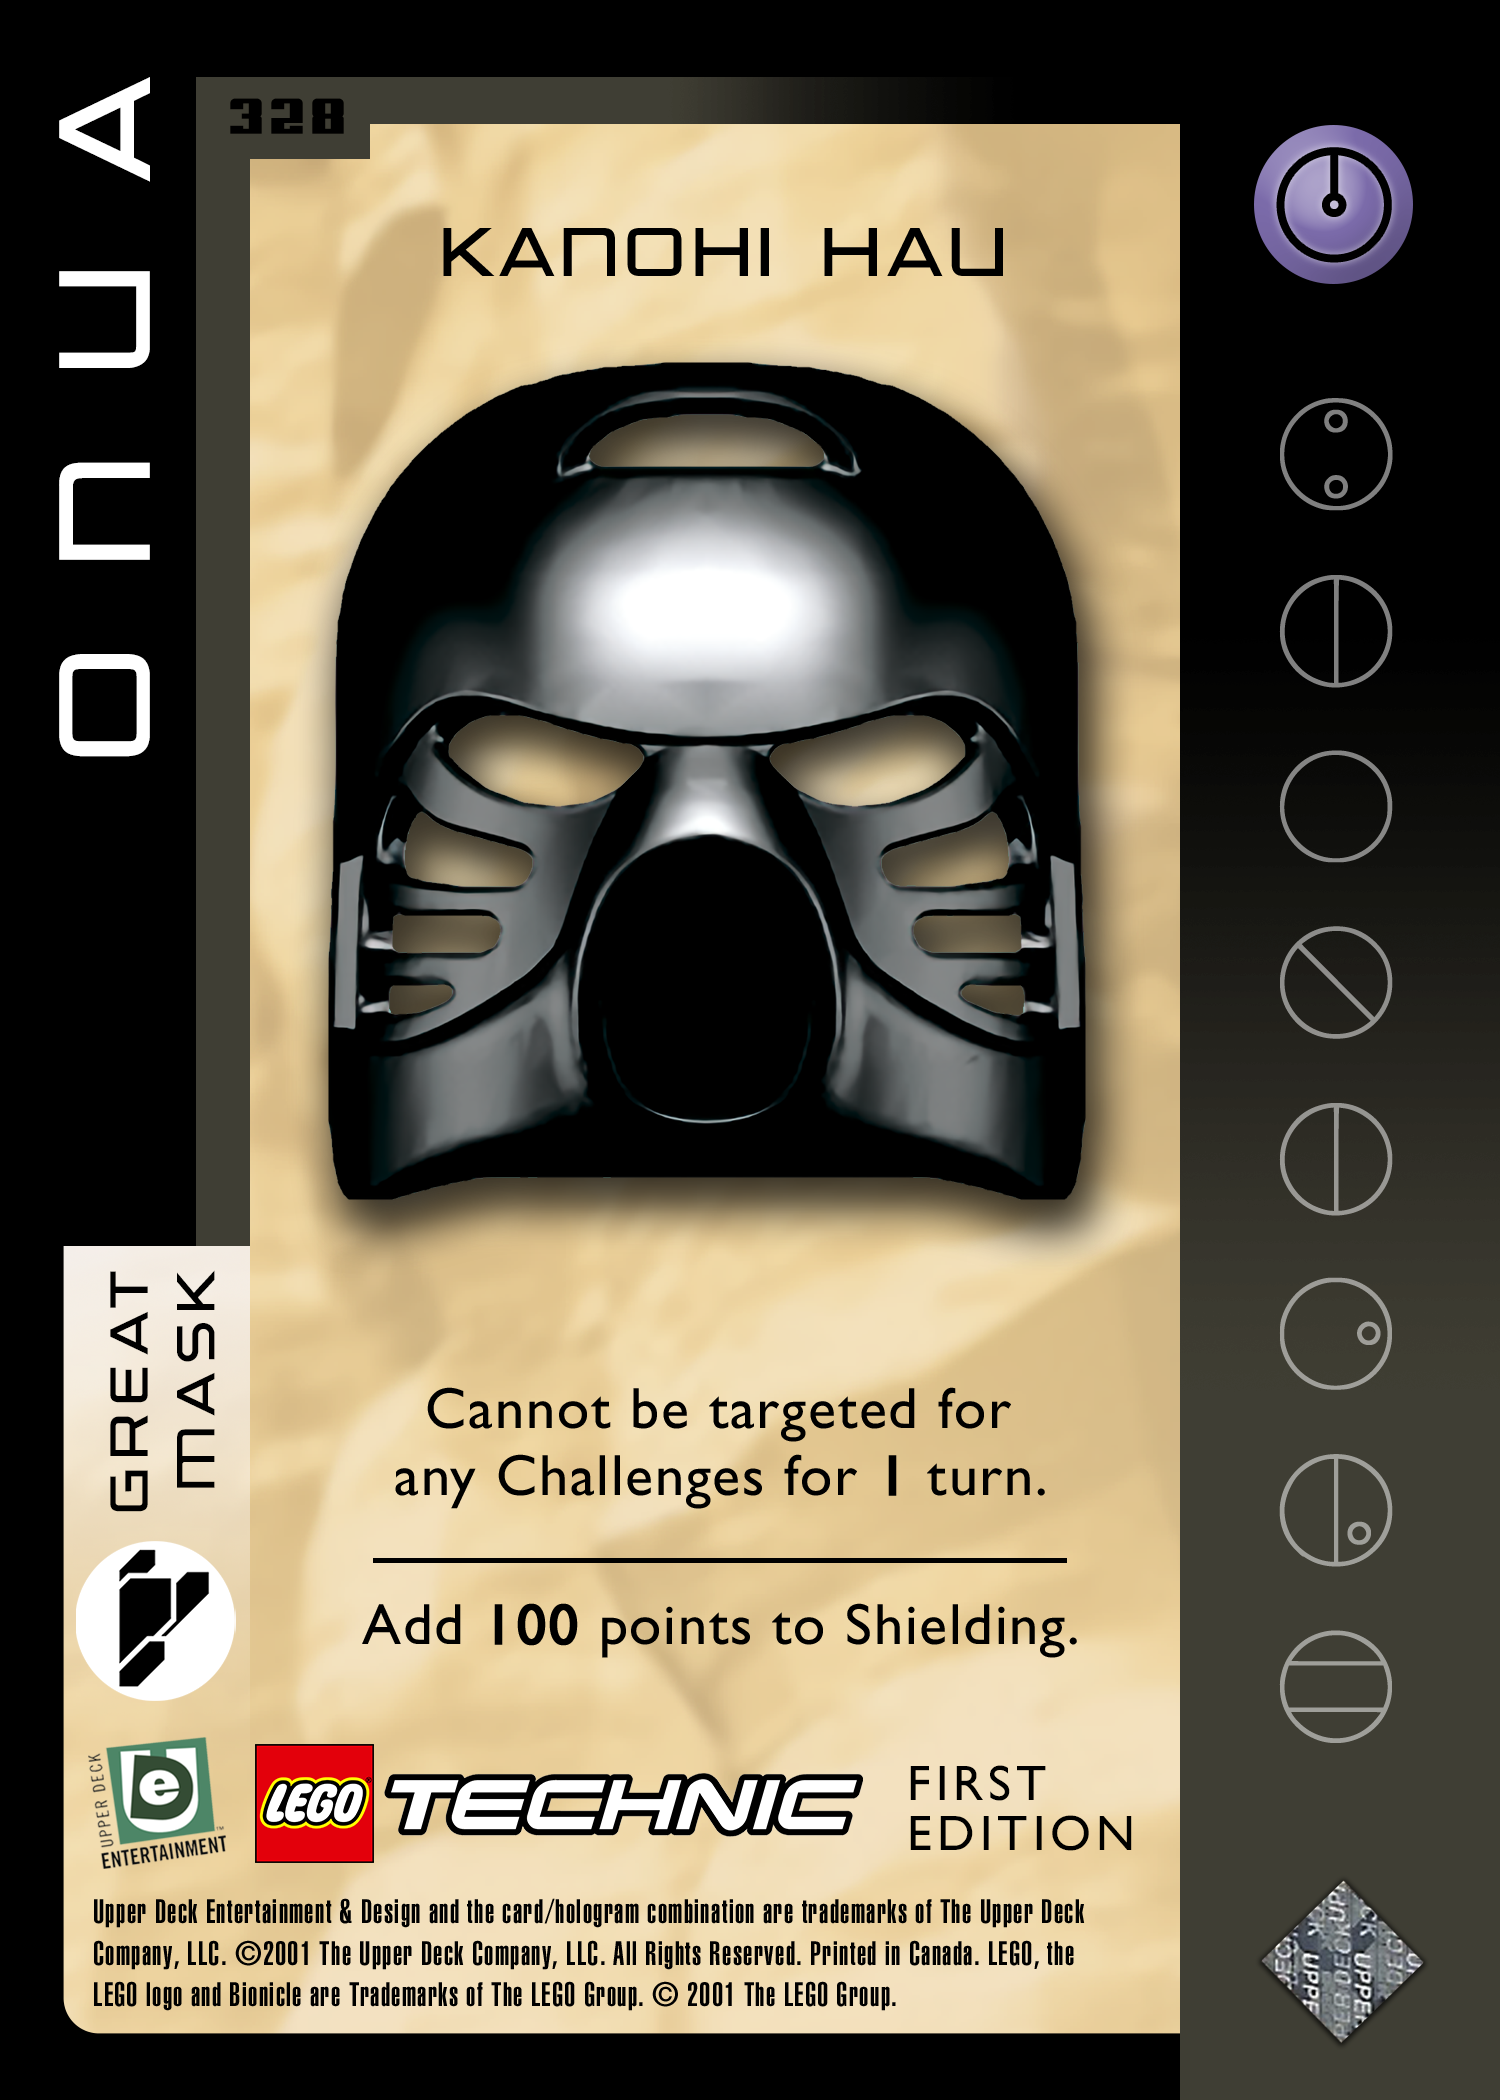 ONUA
328
KANOHI HAU
GREAT
MASK
Cannot be targeted for
any Challenges for 1 turn.
Add 100 points to Shielding.
UPPER DECK
e
ENTERTAINMENT™
LEGO TECHNIC
FIRST
EDITION
Upper Deck Entertainment & Design and the card/hologram combination are trademarks of The Upper Deck
Company, LLC. ©2001 The Upper Deck Company, LLC. All Rights Reserved. Printed in Canada. LEGO, the
LEGO logo and Bionicle are Trademarks of The LEGO Group. © 2001 The LEGO Group.